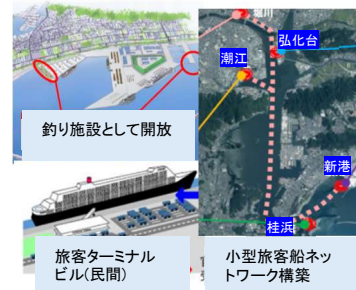 弘化台
潮江
釣り施設として開放
新港
桂浜
旅客ターミナル
ビル(民間)
小型旅客船ネッ
トワーク構築